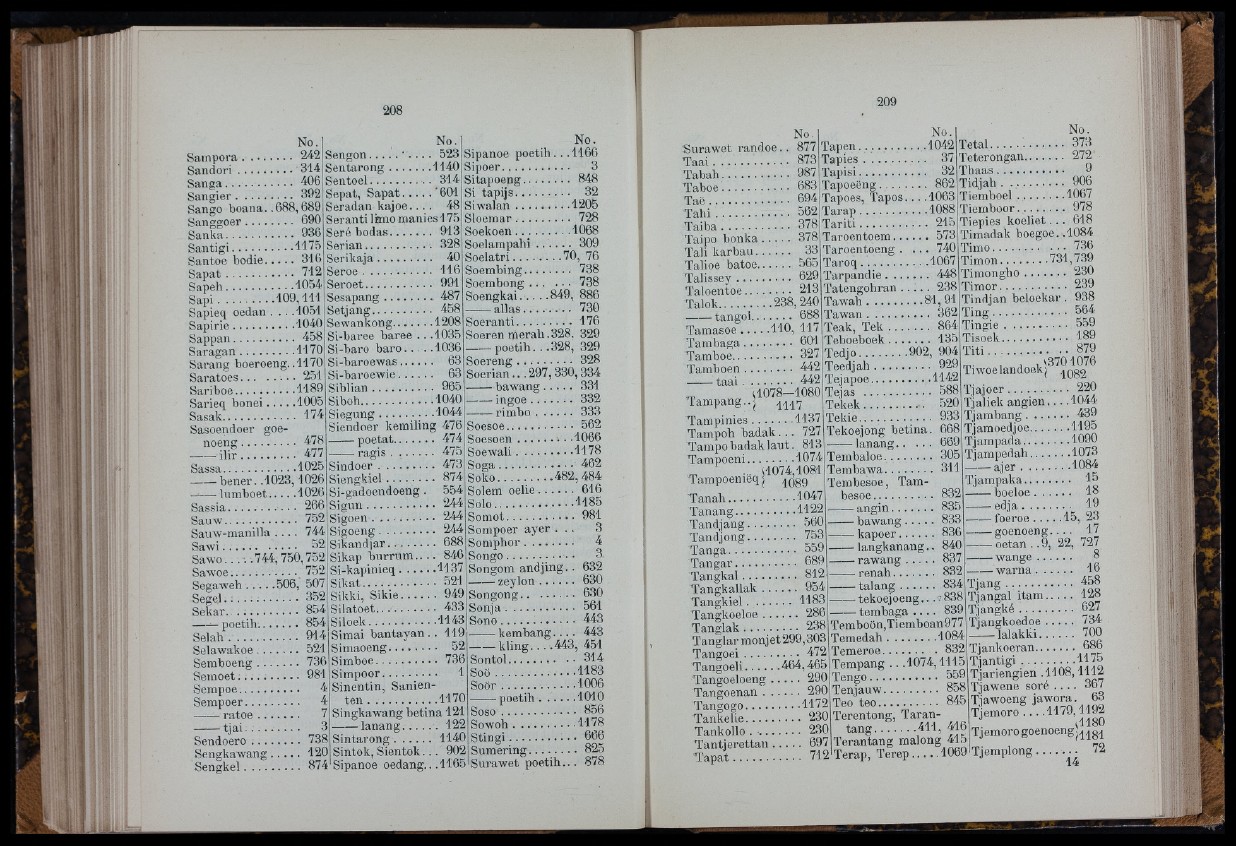 208
No.
Sampora ........ 242
Sandori ......... 314
Sanga ........... 406
Sangier ......... 392
Sango boana..688,689
Sanggoer ........ 690
Sanka ........... 936
Santigi .........1175
Santoe bodie..... 316
Sapat ........... 712
Sapeh ...........1054
Sapi ........109,111
Sapieq oedan ....1051
Sapirie .........1040
Sappan .......... 458
Saragan .........1170
Sarang boeroeng..1170
Saratoes......... 251
Sariboe..........1189
Sarieq bonei .....1005
Sasak............ 174
Sasoendoer goe-
noeng ........ 478
—— ilir ......... 477
Sassa............1025
—— bener..1023, 1026
—— lumboet.....1026
Sassia........... 266
Sauw............ 752
Sauw-manilla .... 744
Sawi ............ 52
Sawo.....744, 750, 752
Sawoe........... 752
Segaweh .....506, 507
Segel............ 352
Sekar............ 854
—— poetih....... 854
Selah ........... 914
Selawakoe ....... 521
Semboeng ....... 736
Semoet .......... 981
Sempoe.......... 4
Sempoer......... 4
—— ratoe ....... 7
—— tjai ......... 3
Sendoero ........ 738
Sengkawang ..... 120
Sengkel ......... 874
No.
Sengon .......... 523
Sentarong .......1140
Sentoel.......... 314
Sepat, Sapat..... 601
Seradan kajoe.... 48
Seranti limo manies 175
Seré bodas....... 913
Serian........... 328
Serikaja ......... 40
Seroe ........... 116
Seroet........... 991
Sesapang ........ 487
Setjang.......... 458
Sewankong.......1208
Si-baree baree ...1035
Si-baro baro.. ...1036
Si-baroewas...... 63
Si-baroewie...... 63
Siblian .......... 965
Siboh............1040
Siegung .........1044
Siendoer kemiling 476
—— poetat....... 474
—— ragis ....... 475
Sindoer ......... 473
Siengkiel ........ 874
Si-gadoendoeng . 554
Sigun ........... 244
Sigoen .......... 244
Sigoeng ......... 244
Sikandjar........ 688
Sikap burrum.... 846
Si-kapinieq ......1137
Sikat............ 521
Sikki, Sikie...... 949
Silatoet.......... 433
Siloek ...........1143
Simai bantayan .. 119
Simaoeng........ 52
Simboe.......... 736
Simpoor......... 1
Sinentin, Sanien-
ten ..........1170
Singkawang betina 121
—— lanang...... 122
Sintarong .......1140
Sintok, Sientok ... 902
Sipanoe oedang...1165
No.
Sipanoe poetih...1166
Sipoer........... 3
Sitapoeng........ 848
Si tapijs......... 32
Siwalan .........1205
Sloemar ......... 728
Soekoen .........1068
Soelampahi ...... 309
Soelatri........70, 76
Soembing........ 738
Soembong ....... 738
Soengkai.....849, 886
—— allas........ 730
Soeranti......... 176
Soeren merah.328, 329
—— poetih...328, 329
Soereng ......... 328
Soerian...297, 330, 334
—— bawang ..... 331
—— ingoe ....... 332
—— rimbo ...... 333
Soesoe........... 562
Soesoen .........1066
Soewali .........1178
Soga ............ 462
Soko.........482, 484
Solem oelie...... 616
Solo.............1185
Somot........... 981
Sompoer ayer ... 3
Somphor ........ 4
Songo........... 3
Songom andjing.. 632
—— zeylon ...... 630
Songong......... 630
Sonja ........... 561
Sono ............ 443
—— kembang.... 443
—— kling....443, 451
Sontol........... 314
Soö .............1183
Soör ............1006
—— poetih ......1010
Soso ............ 856
Sowoh ..........1178
Stingi ........... 666
Sumering........ 825
Surawet poetih... 878
209
No.
Surawet randoe.. 877
Taai ............. 873
Tabah........... 987
Taboe........... 683
Taë ............. 694
Tahi ............ 562
Taiba ........... 378
Taipo bonka ..... 378
Tali karbau...... 33
Talioe batoe...... 565
Talissey ......... 629
Taloentoe........ 213
Talok.........238, 240
—— tangol....... 688
Tamasoe .....110, 117
Tambaga ........ 601
Tamboe.......... 327
Tamboen ........ 442
—— taai ........ 442
Tampang..{1078—1080
1117
Tampinies .......1137
Tampoh badak... 727
Tampo badak laut. 813
Tampoeni........1074
Tampoenieq{1074,1081
1089
Tanah...........1047
Tanang..........1122
Tandjang........ 560
Tandjong........ 753
Tanga........... 559
Tangar.......... 689
Tangkal ......... 812
Tangkallak ...... 954
Tangkiel ........1183
Tangkoeloe ...... 286
Tanglak ......... 238
Tanglar monjet 299,303
Tangoei ......... 472
Tangoeli......464, 465
Tangoeloeng ..... 290
Tangoenan ...... 290
Tangogo.........1172
Tankelie......... 230
Tankollo ......... 230
Tantjerettan ..... 697
Tapat ........... 712
No.
Tapen...........1042
Tapies .......... 37
Tapisi........... 32
Tapoeëng........ 862
Tapoes, Tapos....1063
Tarap ...........1088
Tariti ........... 215
Taroentoem...... 573
Taroentoeng ..... 740
Taroq ...........1067
Tarpandie ....... 448
Tatengohran ..... 238
Tawah .........81, 91
Tawan .......... 362
Teak, Tek ....... 864
Teboeboek ....... 135
Tedjo........902, 904
Teedjah ......... 929
Tejapoe..........1142
Tejas ........... 588
Tekek........... 520
Tekie............ 933
Tekoejong betina. 668
—— lanang...... 669
Tembaloe........ 305
Tembawa........ 311
Tembesoe, Tam-
besoe.......... 832
—— angin....... 835
—— bawang ..... 833
—— kapoer...... 836
—— langkanang.. 840
—— rawang ..... 837
—— renah....... 832
—— talang ...... 834
—— tekoejoeng... 838
—— tembaga .... 839
Temboön, Tiemboan 977
Temedah ........1084
Temeroe......... 832
Tempang ...1074,1115
Tengo........... 559
Tenjauw......... 858
Teo teo.......... 845
Terentong, Taran-
tang.......411, 416
Terantang malong 415
Terap, Terep.....1069
No.
Tetal............ 373
Teterongan....... 272
Thaas........... 9
Tidjah .......... 906
Tiemboel ........1067
Tiemboor ........ 978
Tiepies koeliet ... 618
Timadak boegoe..1084
Timo............ 736
Timon........731,739
Timongho ....... 230
Timor........... 239
Tindjan beloekar . 938
Ting............ 564
Tingie .......... 559
Tisoek........... 189
Titi ............. 879
Tiwoelandoek{370 1076
1082
Tjajoer.......... 220
Tjaliek angien....1044
Tjambang....... 439
Tjamoedjoe......1195
Tjampada........1090
Tjampedah......1073
—— ajer .........1084
Tjampaka........ 15
—— boeloe ...... 18
—— edja......... 19
—— foeroe .....15, 23
—— goenoeng.... 17
—— oetan ..9, 22, 727
—— wange ...... 8
—— warna ...... 16
Tjang ........... 458
Tjangal itam..... 128
Tjangké ......... 627
Tjangkoedoe ..... 734
—— lalakki...... 700
Tjankoeran....... 686
Tjantigi .........1175
Tjariengien .1108, 1112
Tjawene soré .... 367
Tjawoeng jawora. 63
Tjemoro ....1179, 1192
Tjemoro goenoeng{1180
1181
Tjemplong ....... 72
14